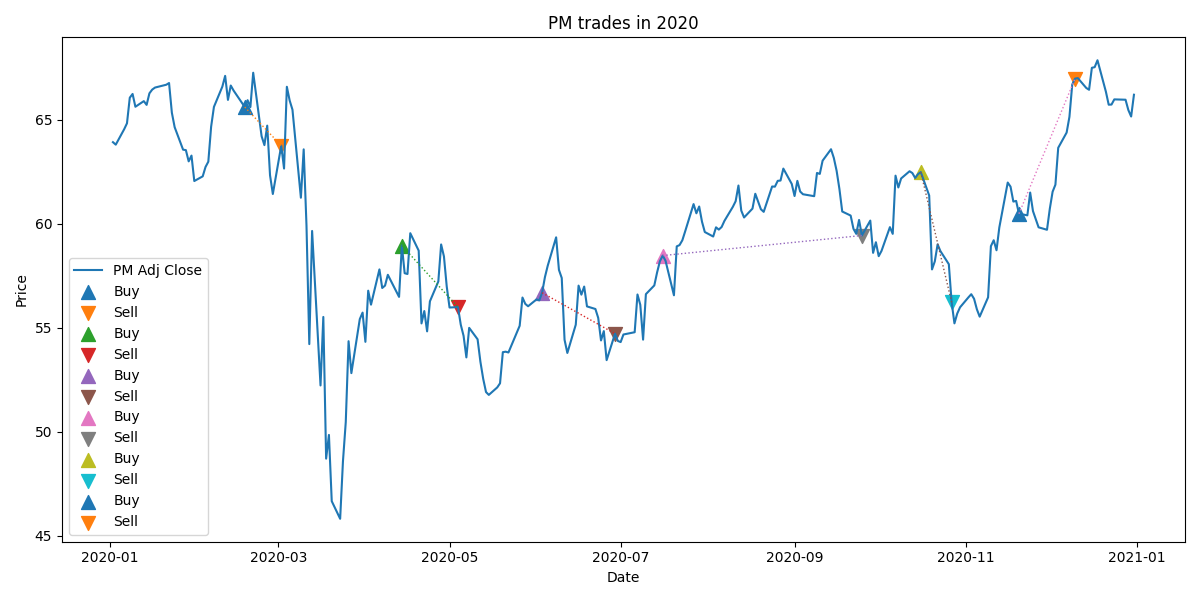 PM trades in 2020
Price
65
60
55
50
45
PM Adj Close
Buy
Sell
Buy
Sell
Buy
Sell
Buy
Sell
Buy
Sell
Buy
Sell
2020-01 2020-03 2020-05 2020-07 2020-09 2020-11 2021-01
Date